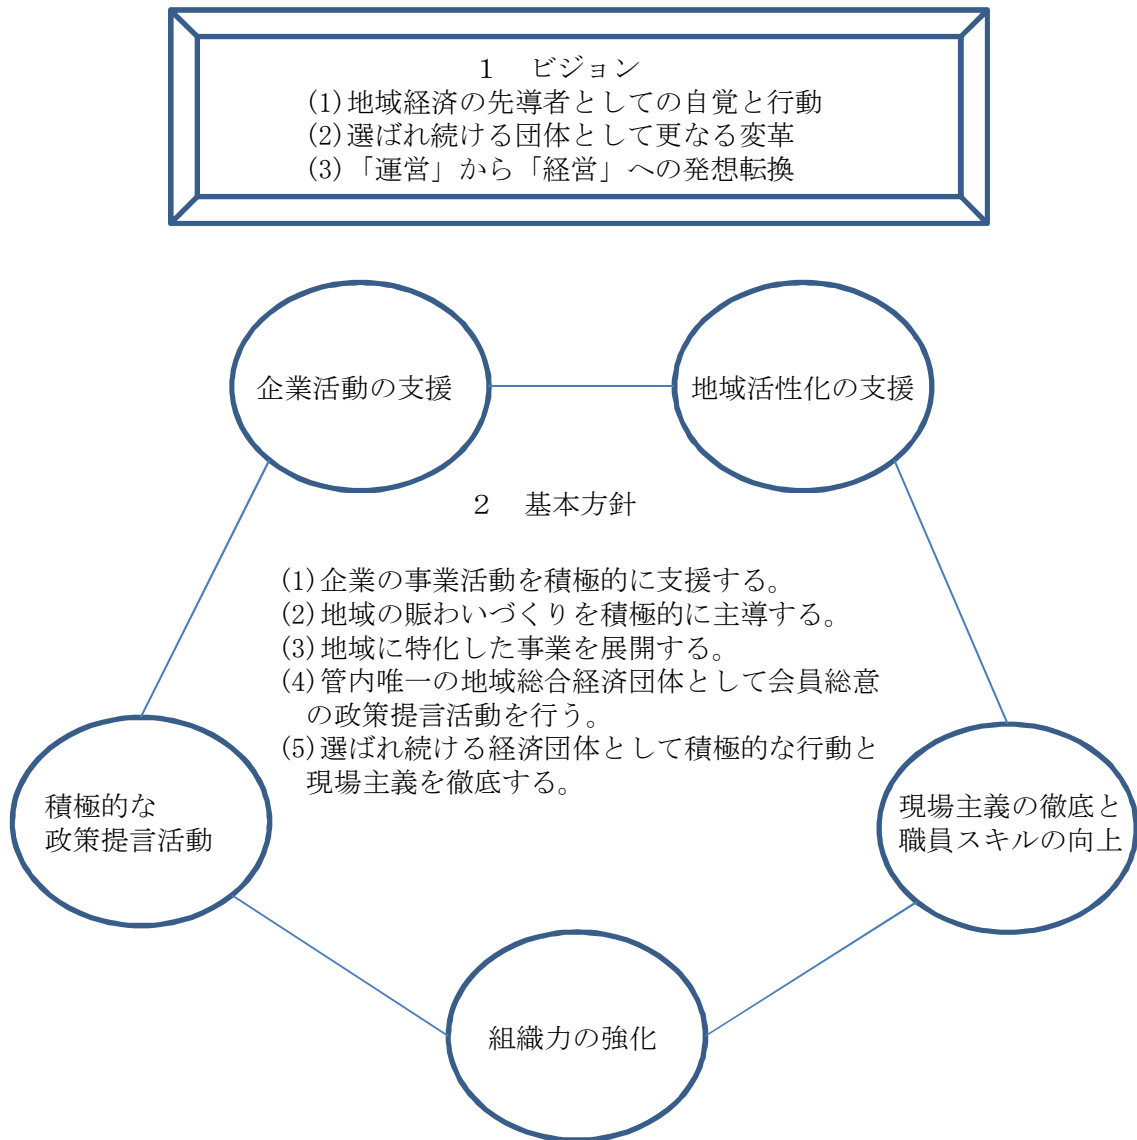 1 ビジョン
(1)地域経済の先導者としての自覚と行動
(2)選ばれ続ける団体として更なる変革
(3)「運営」から「経営」への発想転換
企業活動の支援
地域活性化の支援
2 基本方針
(1)企業の事業活動を積極的に支援する。
(2)地域の賑わいづくりを積極的に主導する。
(3)地域に特化した事業を展開する。
(4)管内唯一の地域総合経済団体として会員総意
の政策提言活動を行う。
(5)選ばれ続ける経済団体として積極的な行動と
現場主義を徹底する。
積極的な
政策提言活動
現場主義の徹底と
職員スキルの向上
組織力の強化